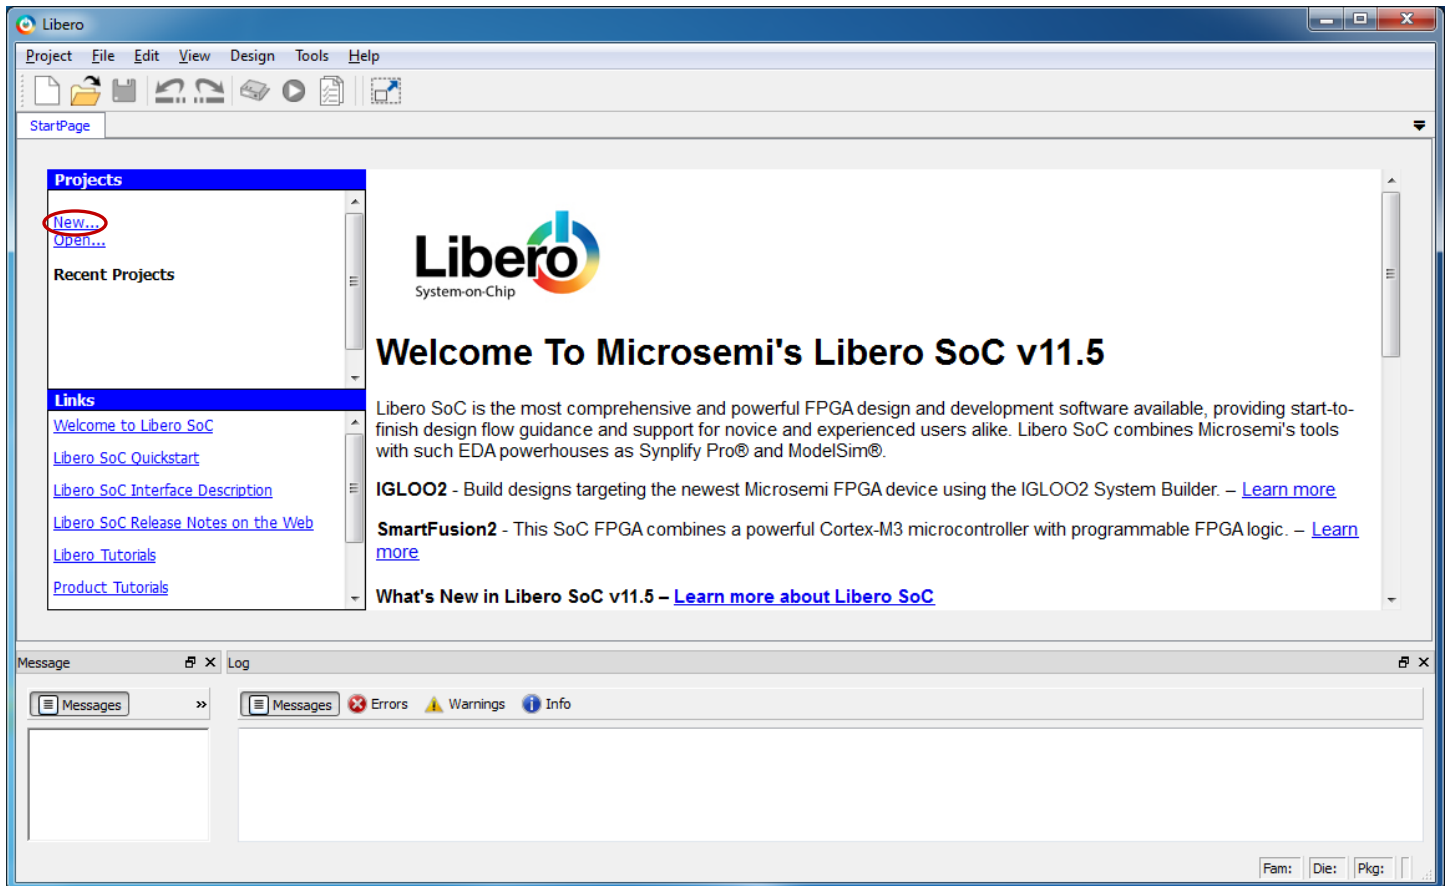 Libero
Project File Edit View Design Tools Help
StartPage
Projects
New...
Open...
Recent Projects
Links
Welcome to Libero SoC
Libero SoC Quickstart
Libero SoC Interface Description
Libero SoC Release Notes on the Web
Libero Tutorials
Product Tutorials
Libero
System-on-Chip
Welcome To Microsemi's Libero SoC v11.5
Libero SoC is the most comprehensive and powerful FPGA design and development software available, providing start-to-
finish design flow guidance and support for novice and experienced users alike. Libero SoC combines Microsemi's tools
with such EDA powerhouses as Synplify Pro® and ModelSim®.
IGLOO2 - Build designs targeting the newest Microsemi FPGA device using the IGLOO2 System Builder. – Learn more
SmartFusion2 - This SoC FPGA combines a powerful Cortex-M3 microcontroller with programmable FPGA logic. – Learn
more
What's New in Libero SoC v11.5 – Learn more about Libero SoC
Message
Messages »
Log
Messages Errors Warnings Info
Fam: Die: Pkg: